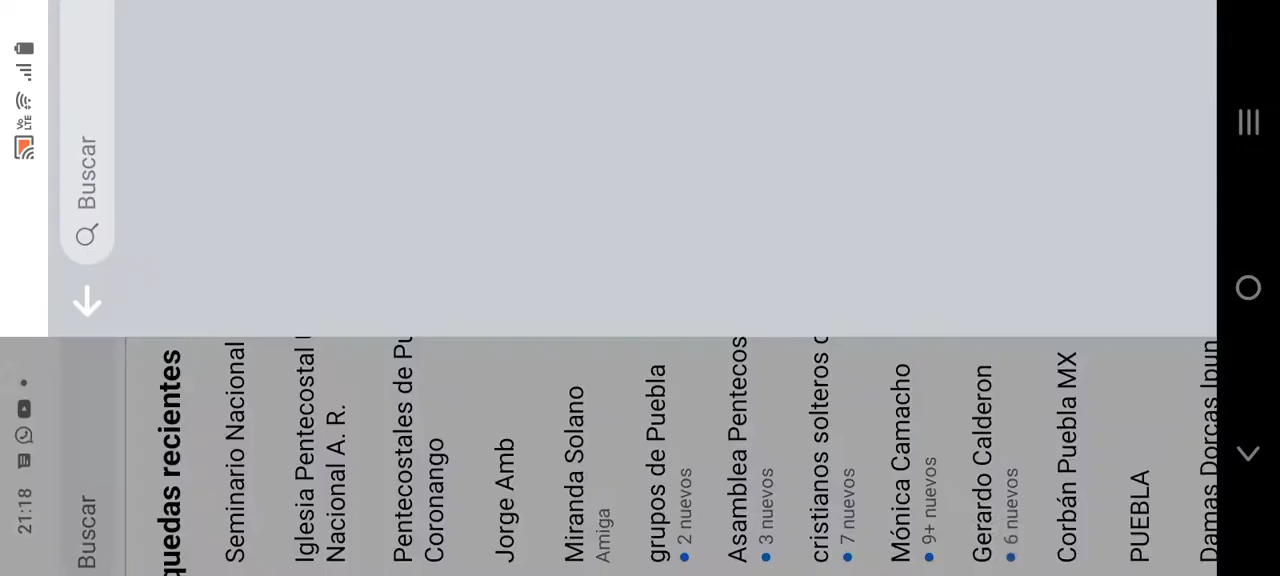 21:18
Vo
LTE
Buscar
Buscar
quedas recientes
Seminario Nacional
Iglesia Pentecostal
Nacional A. R.
Pentecostales de Pu
Coronango
Jorge Amb
Miranda Solano
Amiga
grupos de Puebla
2 nuevos
Asamblea Pentecos
3 nuevos
cristianos solteros
7 nuevos
Mónica Camacho
9+ nuevos
Gerardo Calderon
6 nuevos
Corbán Puebla MX
PUEBLA
Damas Dorcas